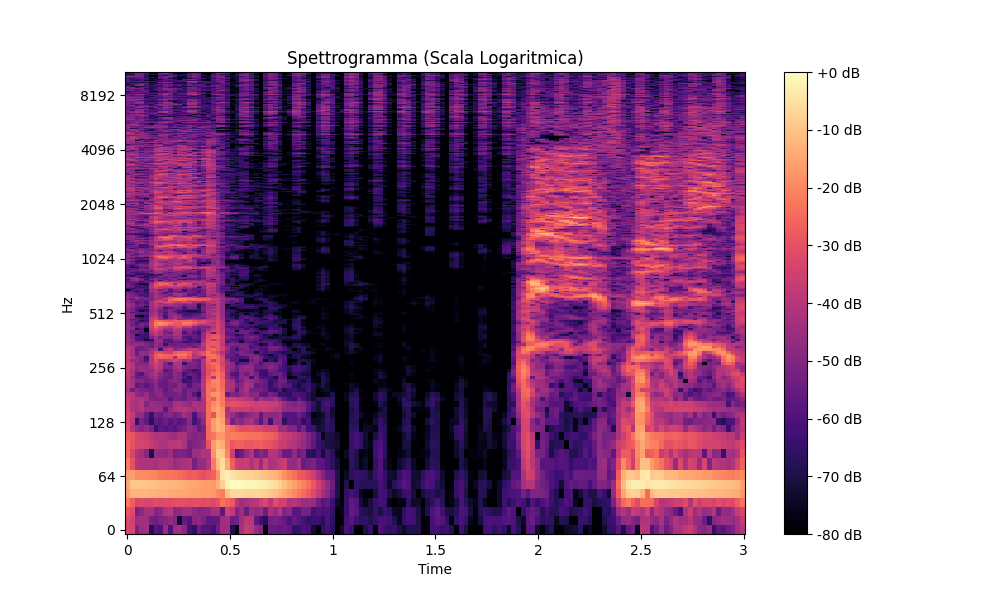 Spettrogramma (Scala Logaritmica)
8192
4096
2048
1024
512
256
128
64
0
Hz
0
0.5
1
1.5
2
2.5
3
Time
+0 dB
-10 dB
-20 dB
-30 dB
-40 dB
-50 dB
-60 dB
-70 dB
-80 dB